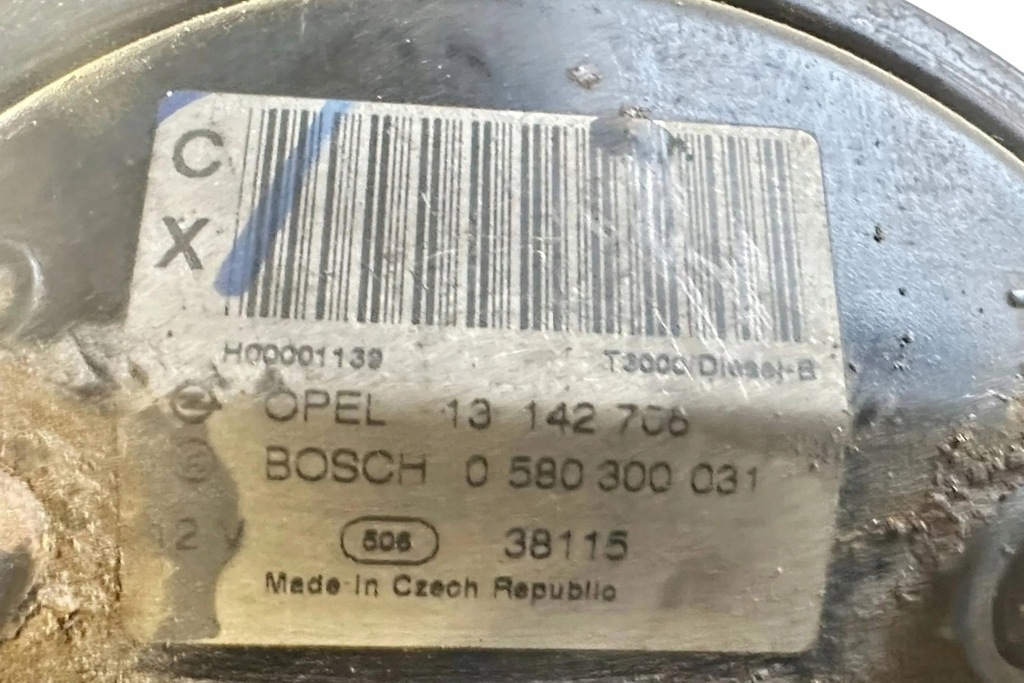 C
X
H00001139
T3000/Diesel-B
OPEL 13 142 706
BOSCH 0 580 300 031
12 V
506 38115
Made in Czech Republic